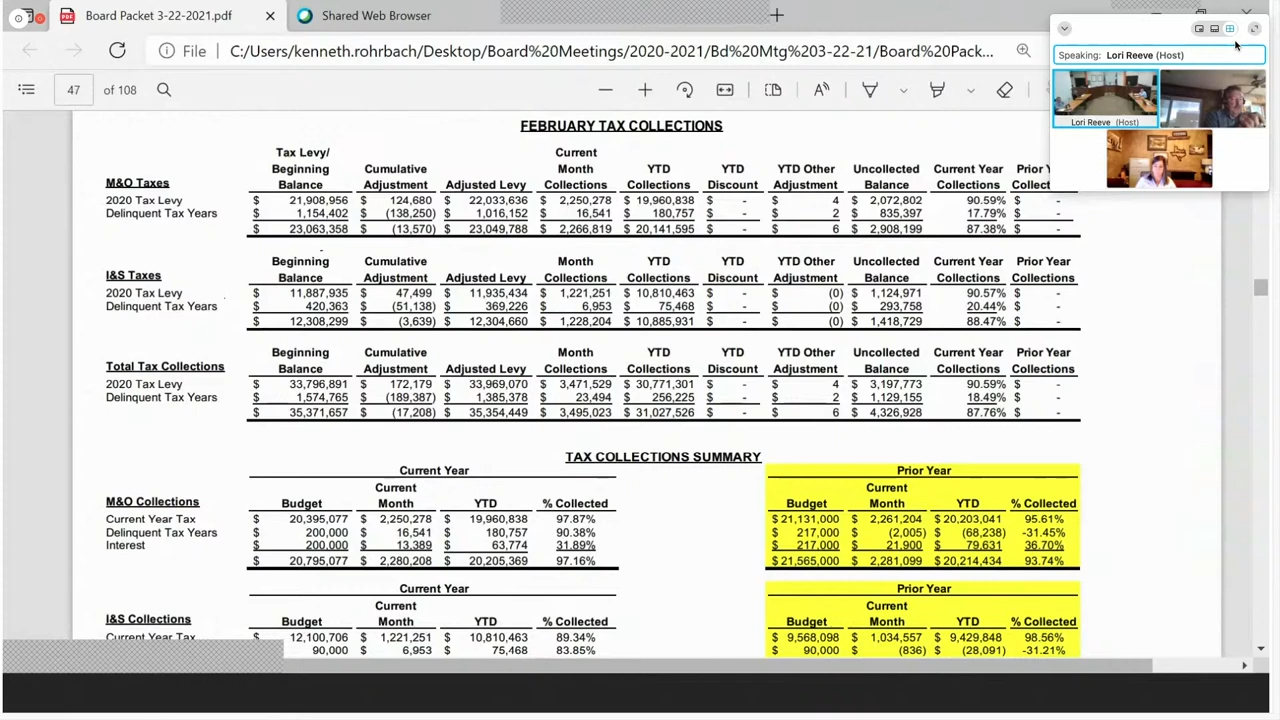 Board Packet 3-22-2021.pdf
Shared Web Browser
File C:/Users/kenneth.rohrbach/Desktop/Board%20Meetings/2020-2021/Bd%20Mtg%203-22-21/Board%20Pack...
Speaking: Lori Reeve (Host)
Lori Reeve (Host)
47 of 108
FEBRUARY TAX COLLECTIONS
M&O Taxes Tax Levy/ Beginning Balance Cumulative Adjustment Adjusted Levy Current Month Collections YTD Collections YTD Discount YTD Other Adjustment Uncollected Balance Current Year Collections Prior
2020 Tax Levy $ 21,908,956 $ 124,680 $ 22,033,636 $ 2,250,278 $ 19,960,838 $ - $ 4 $ 2,072,802 90.59% $ -
Delinquent Tax Years $ 1,154,402 $ (138,250) $ 1,016,152 $ 16,541 $ 180,757 $ - $ 2 $ 835,397 17.79% $ -
$ 23,063,358 $ (13,570) $ 23,049,788 $ 2,266,819 $ 20,141,595 $ - $ 6 $ 2,908,199 87.38% $ -
-
I&S Taxes Beginning Balance Cumulative Adjustment Adjusted Levy Month Collections YTD Collections YTD Discount YTD Other Adjustment Uncollected Balance Current Year Collections Prior Year Collections
2020 Tax Levy $ 11,887,935 $ 47,499 $ 11,935,434 $ 1,221,251 $ 10,810,463 $ - $ (0) $ 1,124,971 90.57% $ -
Delinquent Tax Years $ 420,363 $ (51,138) $ 369,226 $ 6,953 $ 75,468 $ - $ (0) $ 293,758 20.44% $ -
$ 12,308,299 $ (3,639) $ 12,304,660 $ 1,228,204 $ 10,885,931 $ - $ (0) $ 1,418,729 88.47% $ -
Total Tax Collections Beginning Balance Cumulative Adjustment Adjusted Levy Month Collections YTD Collections YTD Discount YTD Other Adjustment Uncollected Balance Current Year Collections Prior Year Collections
2020 Tax Levy $ 33,796,891 $ 172,179 $ 33,969,070 $ 3,471,529 $ 30,771,301 $ - $ 4 $ 3,197,773 90.59% $ -
Delinquent Tax Years $ 1,574,765 $ (189,387) $ 1,385,378 $ 23,494 $ 256,225 $ - $ 2 $ 1,129,155 18.49% $ -
$ 35,371,657 $ (17,208) $ 35,354,449 $ 3,495,023 $ 31,027,526 $ - $ 6 $ 4,326,928 87.76% $ -
TAX COLLECTIONS SUMMARY
Current Year Prior Year
M&O Collections Budget Current Month YTD % Collected Budget Current Month YTD % Collected
Current Year Tax $ 20,395,077 $ 2,250,278 $ 19,960,838 97.87% $ 21,131,000 $ 2,261,204 $ 20,203,041 95.61%
Delinquent Tax Years $ 200,000 $ 16,541 $ 180,757 90.38% $ 217,000 $ (2,005) $ (68,238) -31.45%
Interest $ 200,000 $ 13,389 $ 63,774 31.89% $ 217,000 $ 21,900 $ 79,631 36.70%
$ 20,795,077 $ 2,280,208 $ 20,205,369 97.16% $ 21,565,000 $ 2,281,099 $ 20,214,434 93.74%
Current Year Prior Year
I&S Collections Budget Current Month YTD % Collected Budget Current Month YTD % Collected
Current Year Tax $ 12,100,706 $ 1,221,251 $ 10,810,463 89.34% $ 9,568,098 $ 1,034,557 $ 9,429,848 98.56%
90,000 $ 6,953 $ 75,468 83.85% $ 90,000 $ (836) $ (28,091) -31.21%